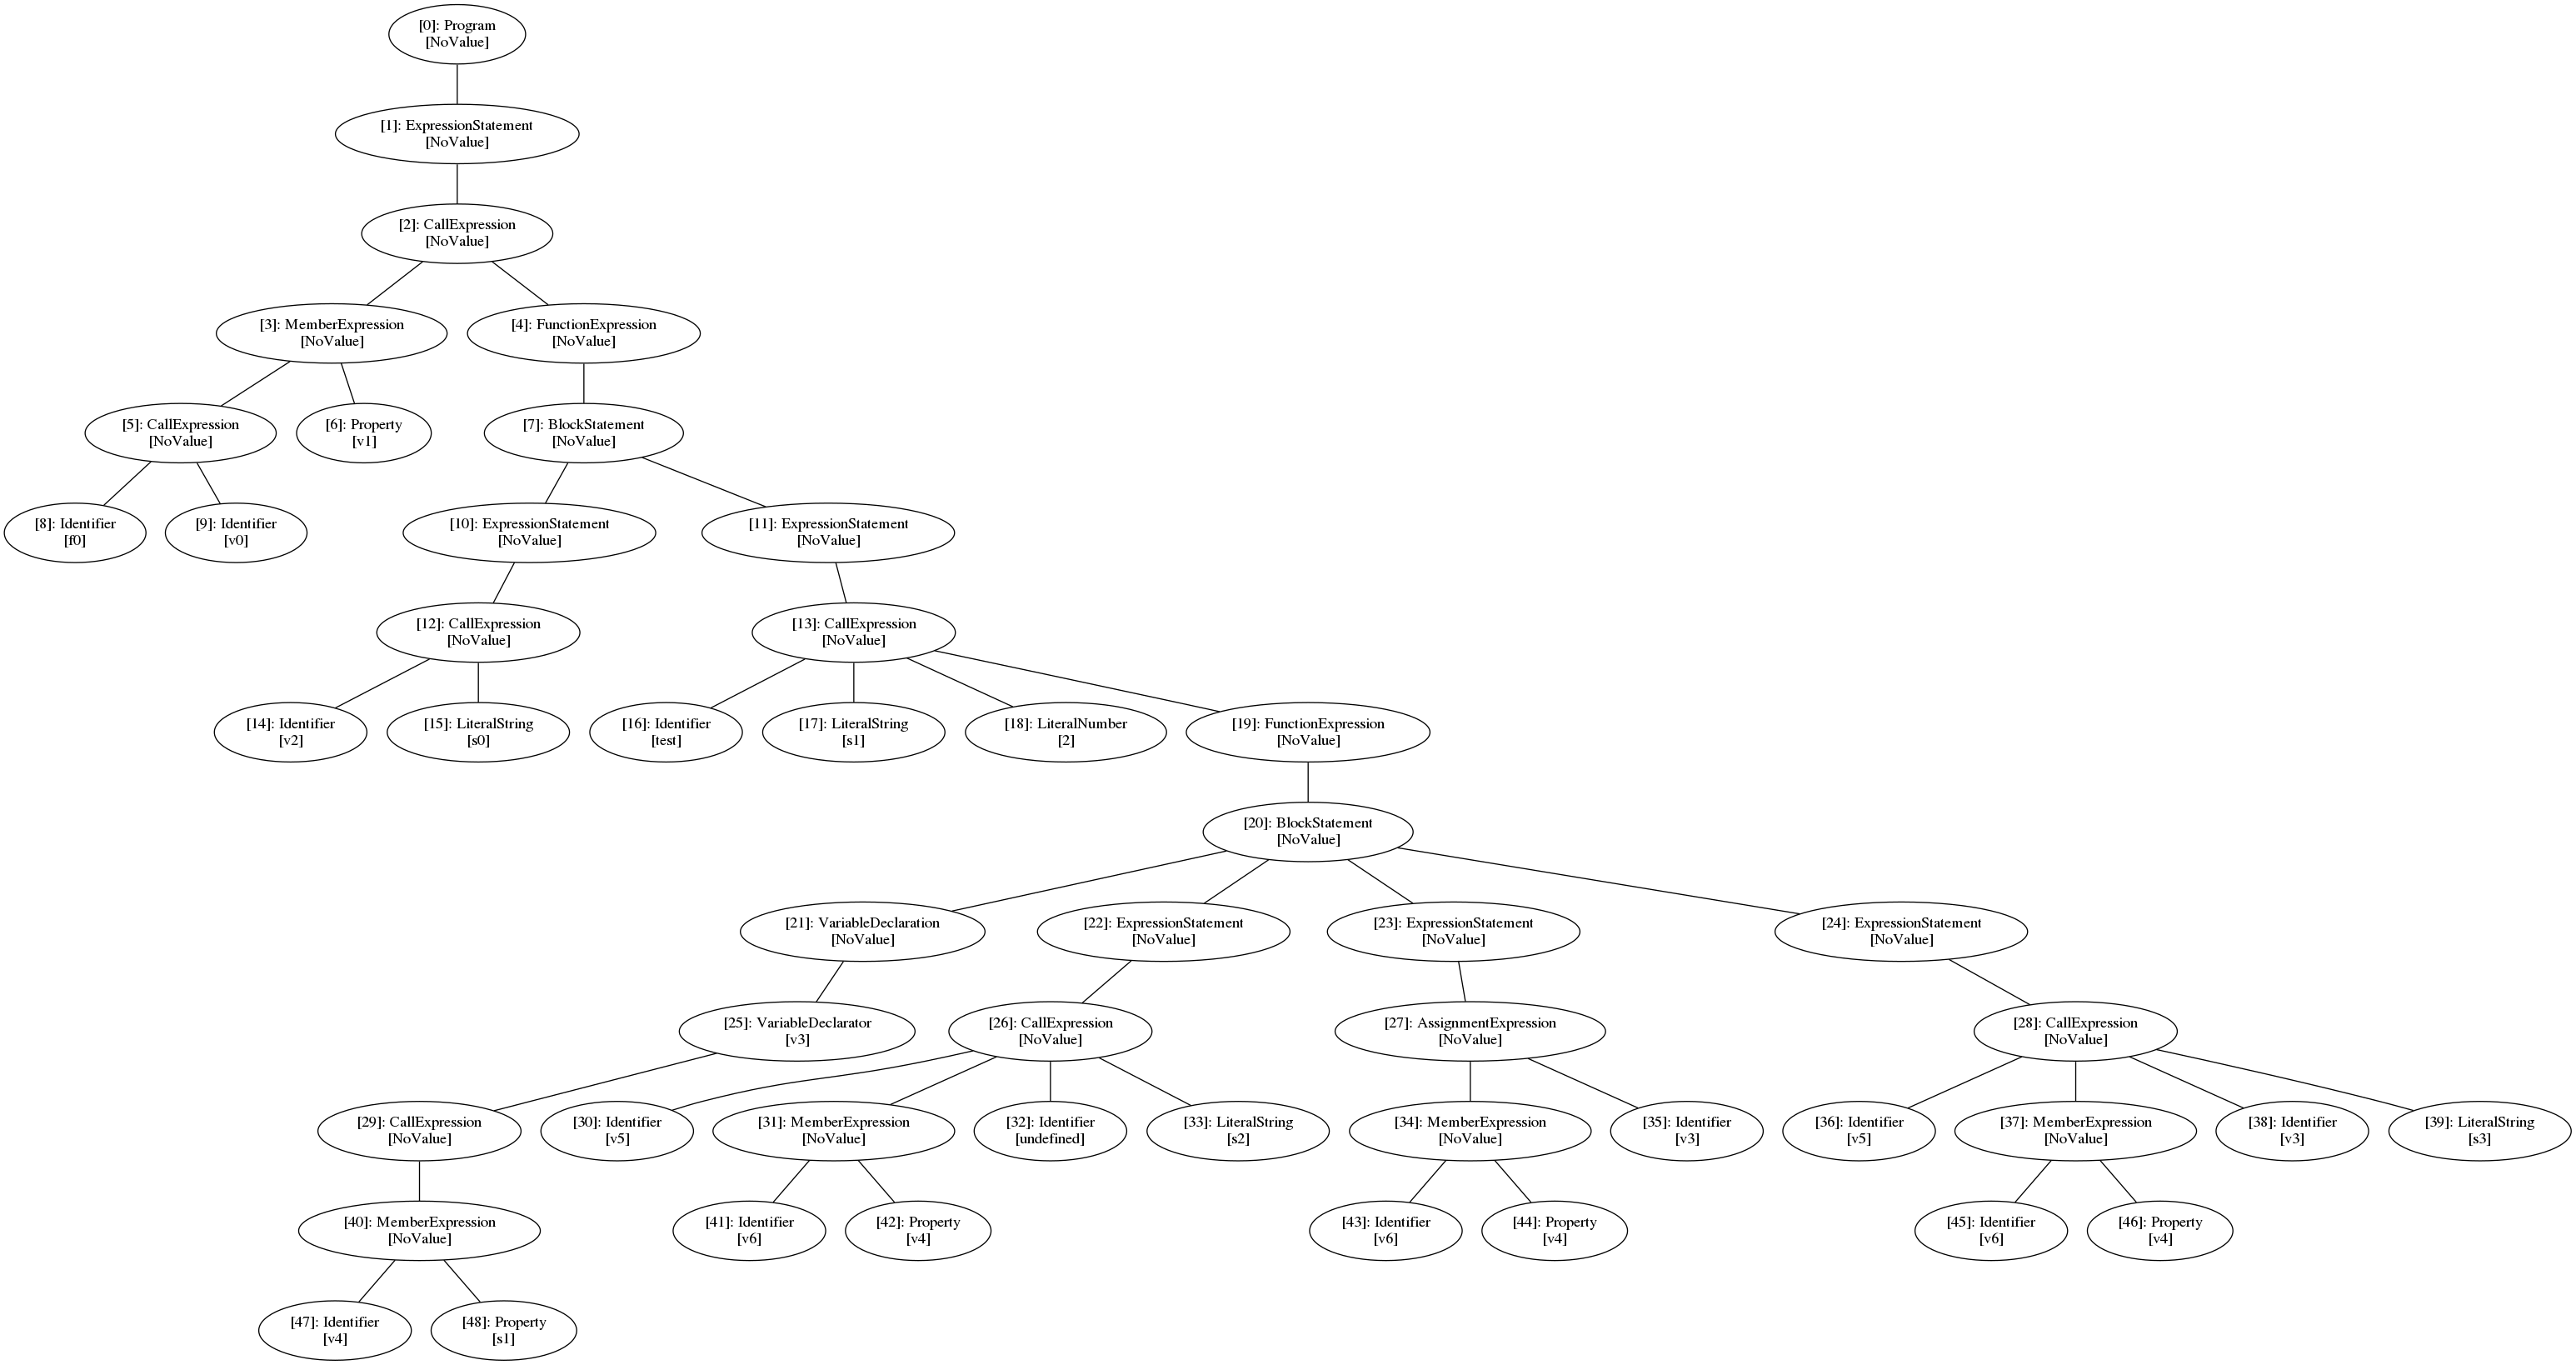 [0]: Program
[NoValue]
[1]: ExpressionStatement
[NoValue]
[2]: CallExpression
[NoValue]
[3]: MemberExpression
[NoValue]
[4]: FunctionExpression
[NoValue]
[5]: CallExpression
[NoValue]
[6]: Property
[v1]
[7]: BlockStatement
[NoValue]
[8]: Identifier
[f0]
[9]: Identifier
[v0]
[10]: ExpressionStatement
[NoValue]
[11]: ExpressionStatement
[NoValue]
[12]: CallExpression
[NoValue]
[13]: CallExpression
[NoValue]
[14]: Identifier
[v2]
[15]: LiteralString
[s0]
[16]: Identifier
[test]
[17]: LiteralString
[s1]
[18]: LiteralNumber
[2]
[19]: FunctionExpression
[NoValue]
[20]: BlockStatement
[NoValue]
[21]: VariableDeclaration
[NoValue]
[22]: ExpressionStatement
[NoValue]
[23]: ExpressionStatement
[NoValue]
[24]: ExpressionStatement
[NoValue]
[25]: VariableDeclarator
[v3]
[26]: CallExpression
[NoValue]
[27]: AssignmentExpression
[NoValue]
[28]: CallExpression
[NoValue]
[29]: CallExpression
[NoValue]
[30]: Identifier
[v5]
[31]: MemberExpression
[NoValue]
[32]: Identifier
[undefined]
[33]: LiteralString
[s2]
[34]: MemberExpression
[NoValue]
[35]: Identifier
[v3]
[36]: Identifier
[v5]
[37]: MemberExpression
[NoValue]
[38]: Identifier
[v3]
[39]: LiteralString
[s3]
[40]: MemberExpression
[NoValue]
[41]: Identifier
[v6]
[42]: Property
[v4]
[43]: Identifier
[v6]
[44]: Property
[v4]
[45]: Identifier
[v6]
[46]: Property
[v4]
[47]: Identifier
[v4]
[48]: Property
[s1]